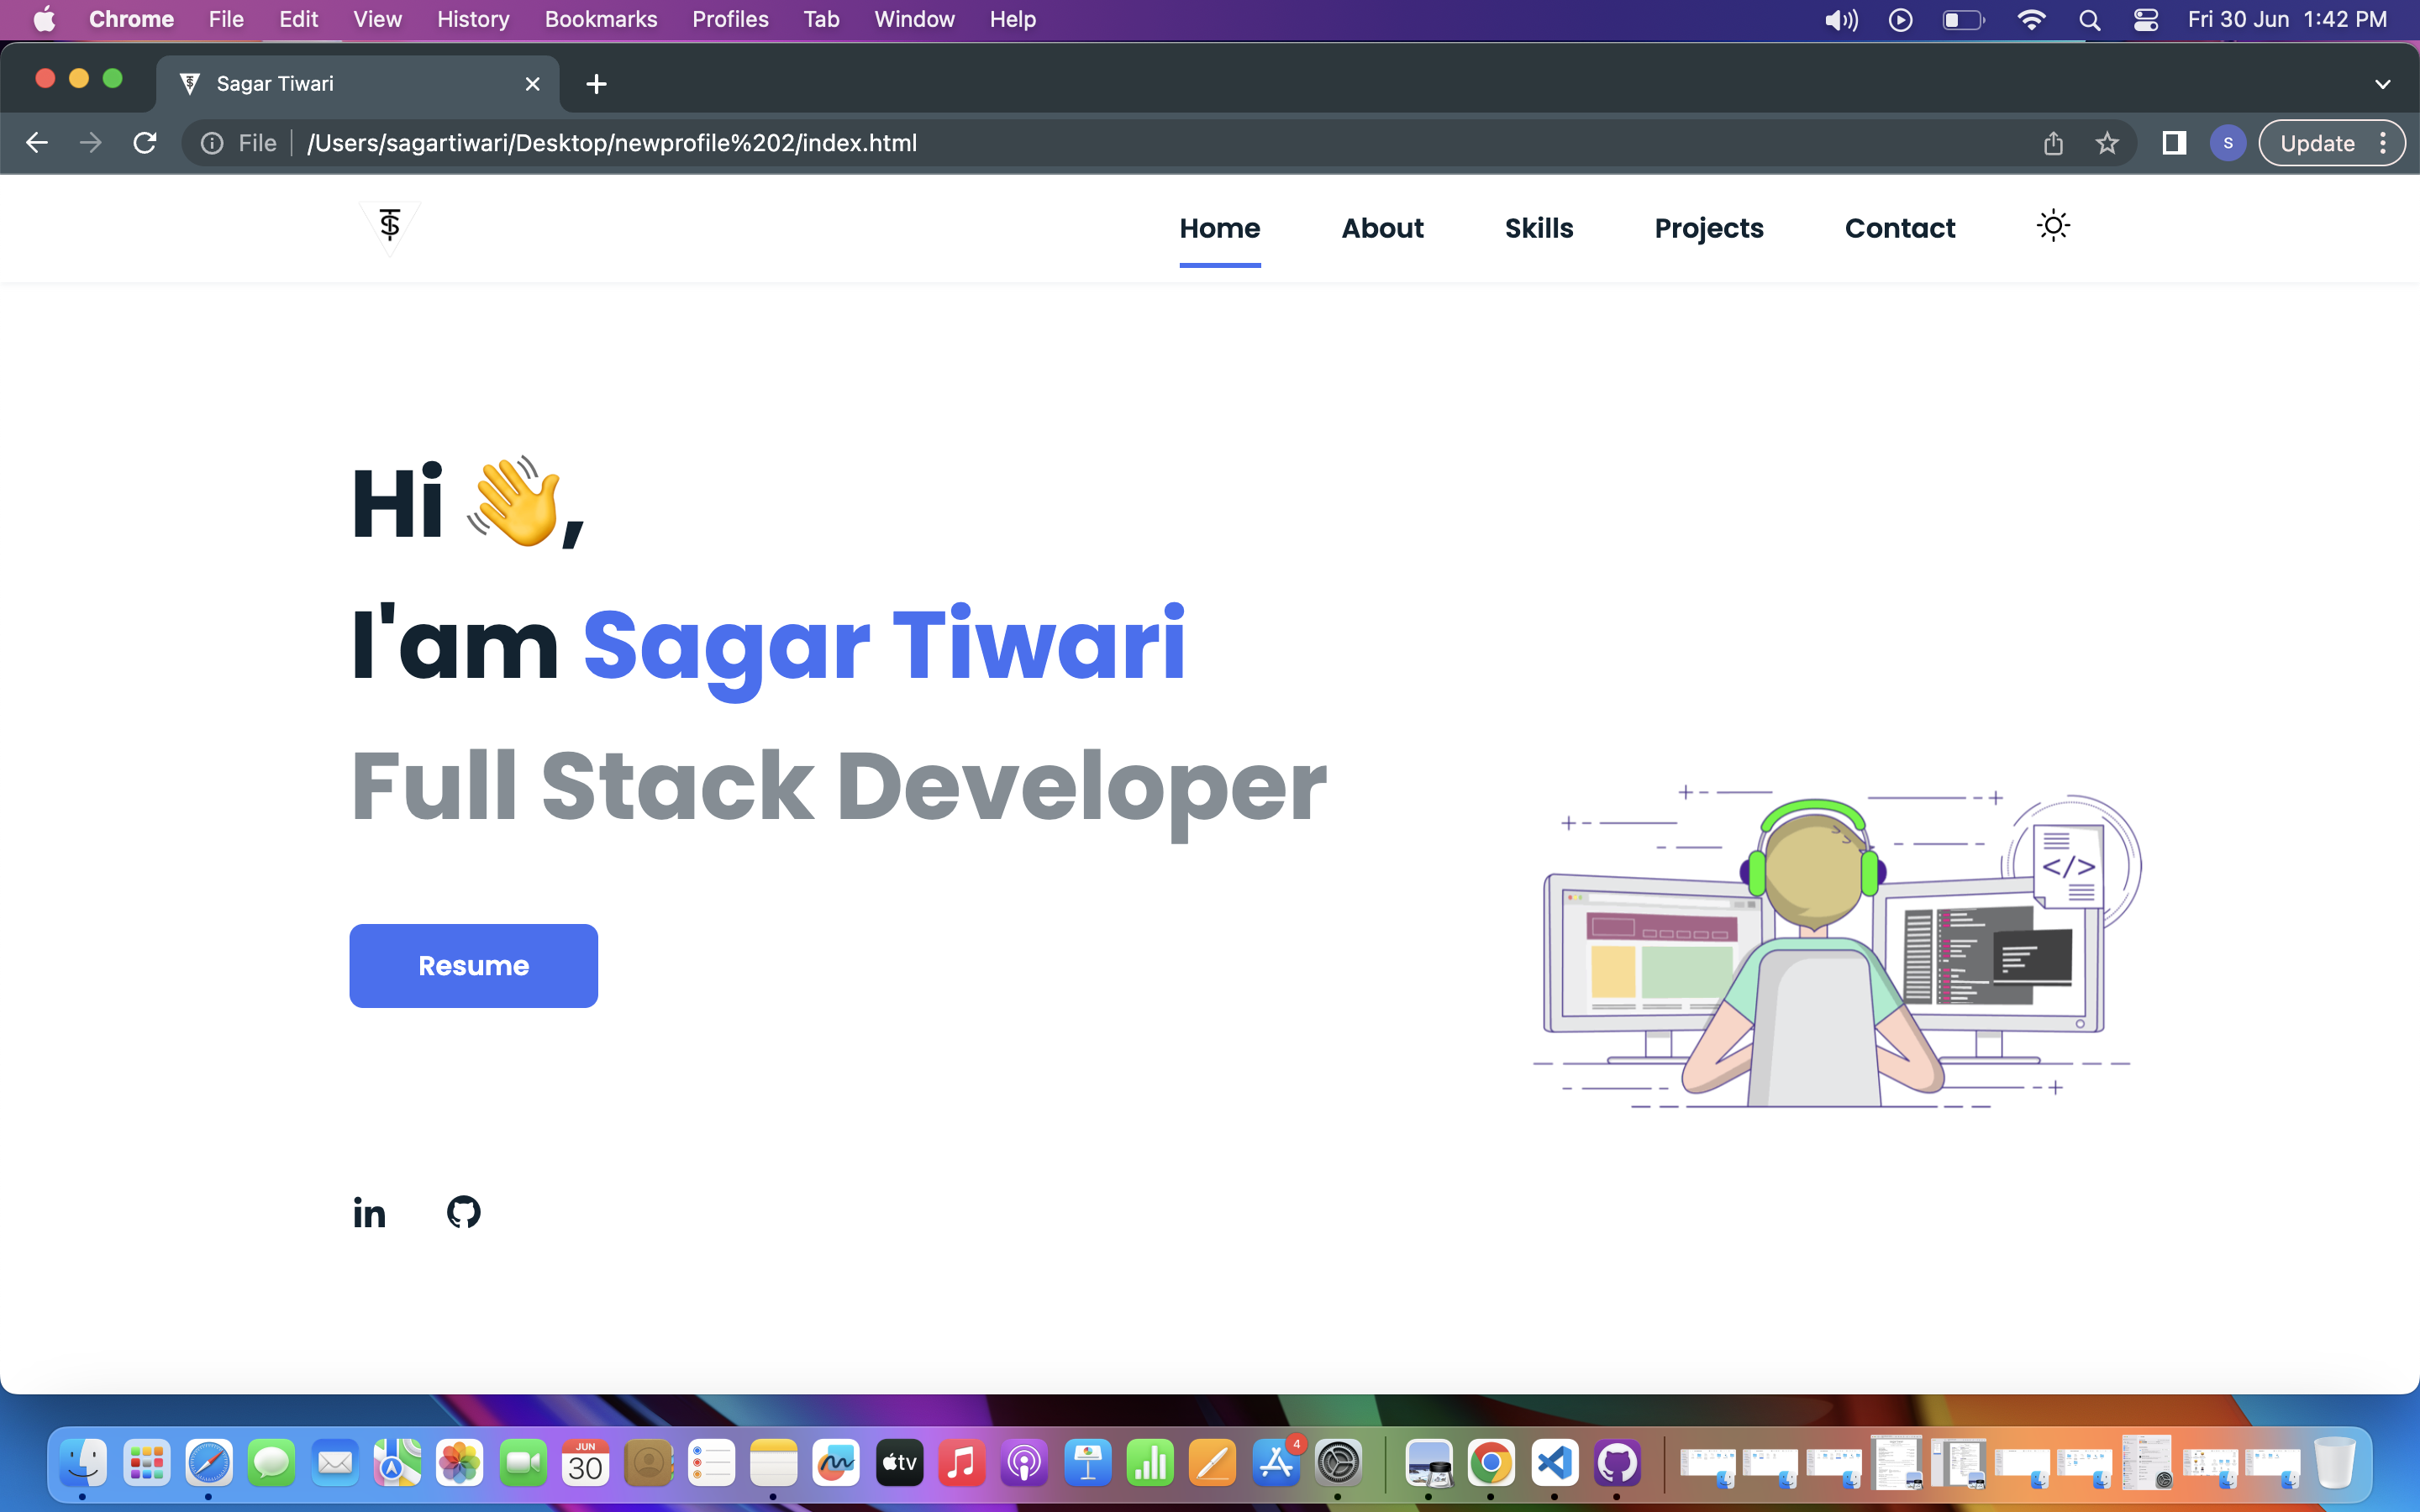 Chrome File Edit View History Bookmarks Profiles Tab Window Help Fri 30 Jun 1:42 PM
Sagar Tiwari
File /Users/sagartiwari/Desktop/newprofile%202/index.html S Update
Home About Skills Projects Contact
Hi 👋,
I'am Sagar Tiwari
Full Stack Developer
</>
Resume
in
JUN
30
tv
4